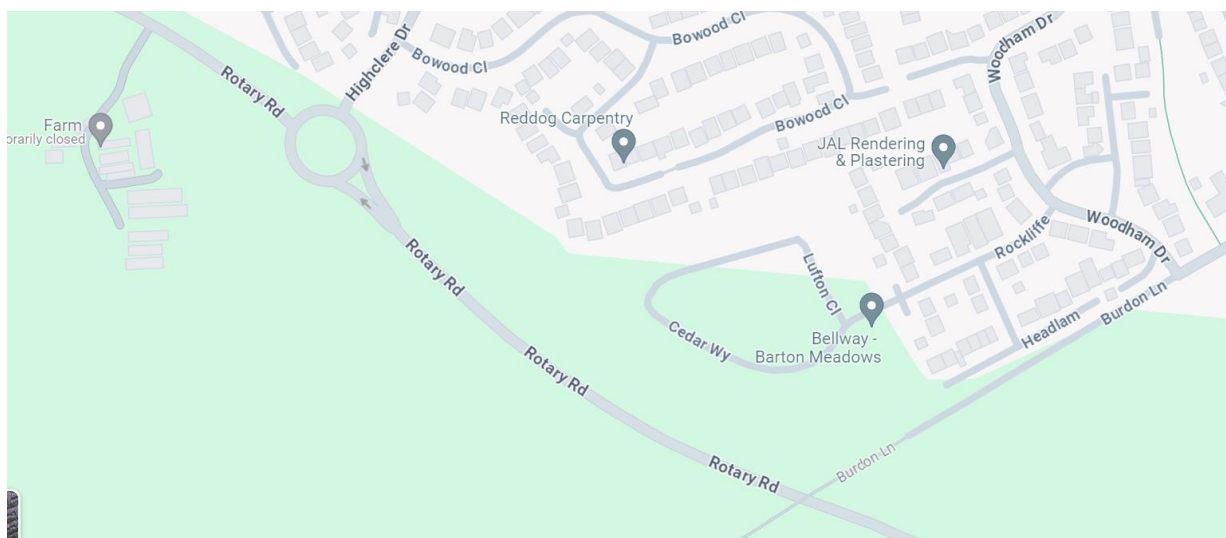 Bowood Cl
Woodham Dr
Highclere Dr
Bowood Cl
Rotary Rd
Reddog Carpentry
Bowood Cl
Farm
orarily closed
JAL Rendering
& Plastering
Woodham Dr
Rockliffe
Rotary Rd
Lufton Cl
Burdon Ln
Headlam
Cedar Wy
Bellway -
Barton Meadows
Rotary Rd
Burdon Ln
Rotary Rd